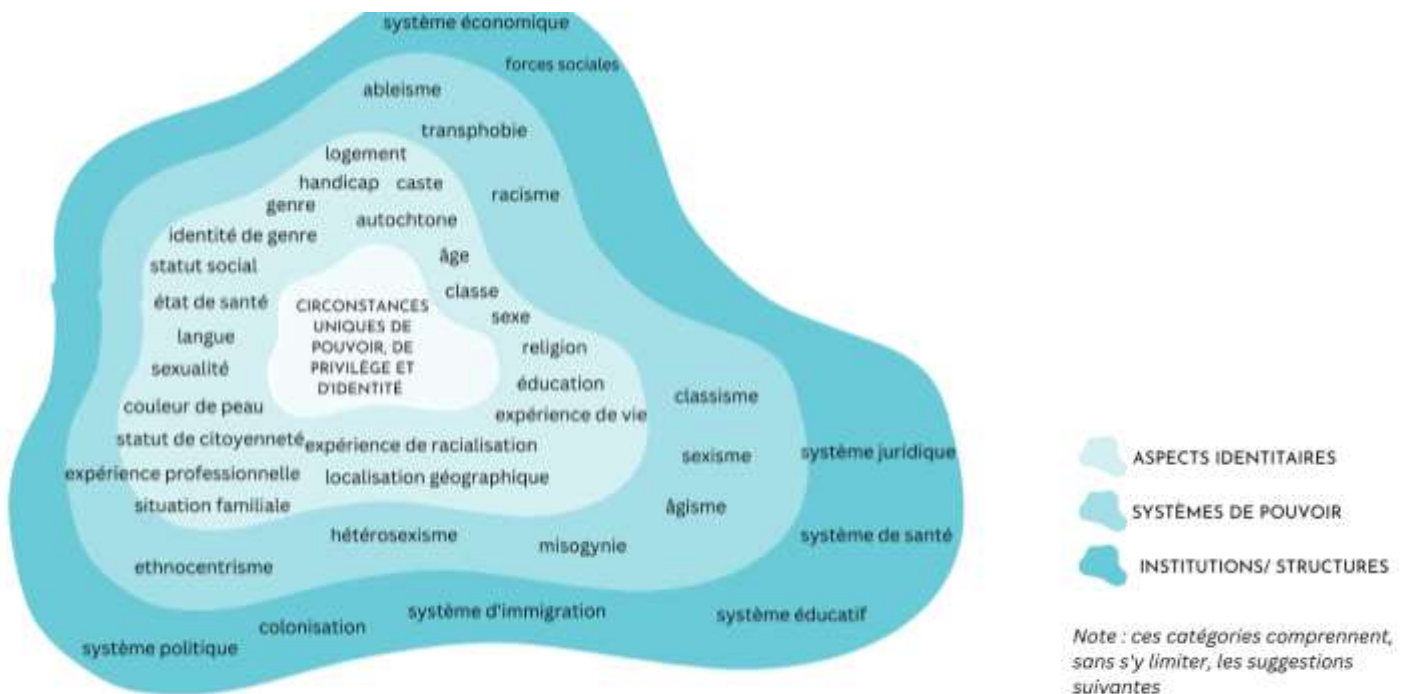 système économique
forces sociales
ableisme
transphobie
logement
handicap caste
racisme
genre
autochtone
identité de genre
âge
statut social
classe
état de santé
CIRCONSTANCES
UNIQUES DE
POUVOIR, DE
PRIVILÈGE ET
D'IDENTITÉ
sexe
langue
religion
sexualité
éducation
classisme
couleur de peau
expérience de vie
statut de citoyenneté
expérience de racialisation
sexisme
système juridique
expérience professionnelle
localisation géographique
situation familiale
âgisme
hétérosexisme
misogynie
système de santé
ethnocentrisme
système d'immigration
système éducatif
colonisation
système politique
ASPECTS IDENTITAIRES
SYSTÈMES DE POUVOIR
INSTITUTIONS/ STRUCTURES
Note : ces catégories comprennent,
sans s'y limiter, les suggestions
suivantes